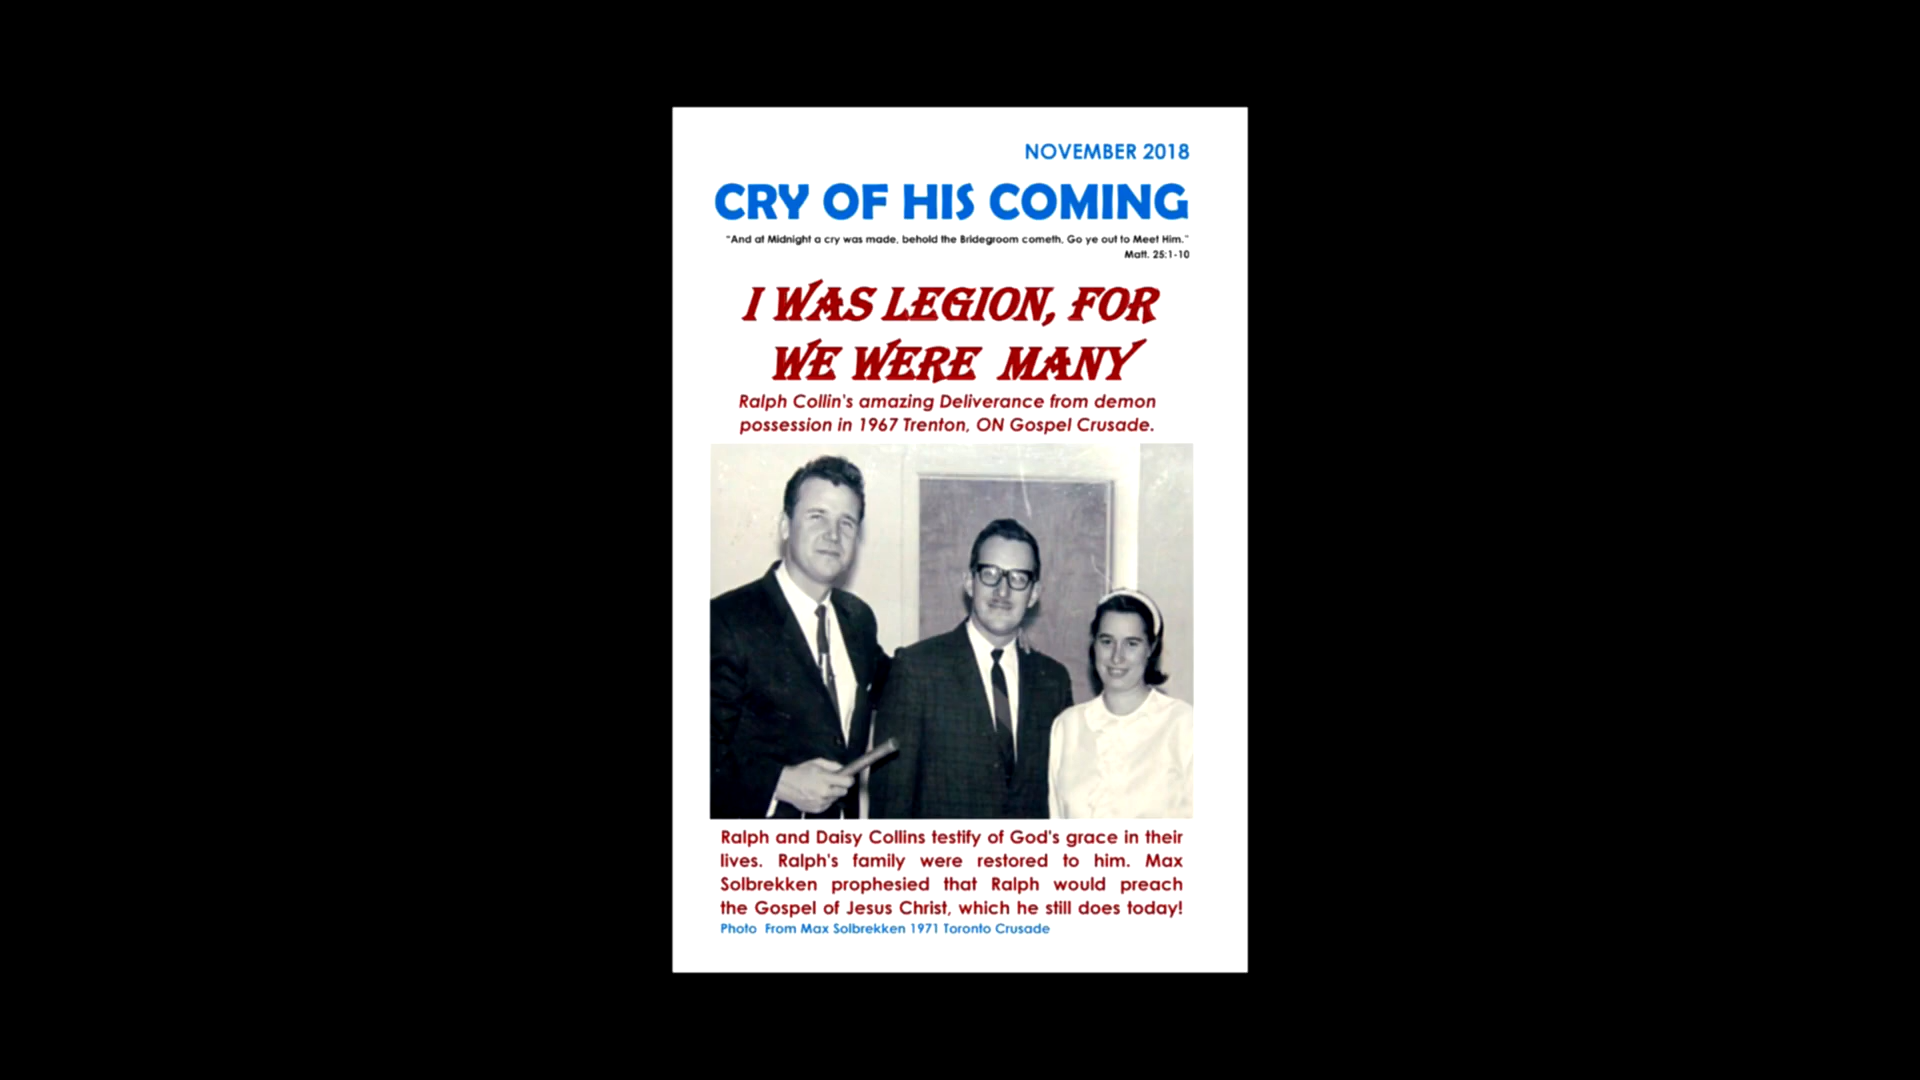 NOVEMBER 2018
CRY OF HIS COMING
"And at Midnight a cry was made, behold the Bridegroom cometh, Go ye out to Meet Him."
Matt. 25:1-10
I WAS LEGION, FOR
WE WERE MANY
Ralph Collin's amazing Deliverance from demon
possession in 1967 Trenton, ON Gospel Crusade.
Ralph and Daisy Collins testify of God's grace in their
lives. Ralph's family were restored to him. Max
Solbrekken prophesied that Ralph would preach
the Gospel of Jesus Christ, which he still does today!
Photo From Max Solbrekken 1971 Toronto Crusade